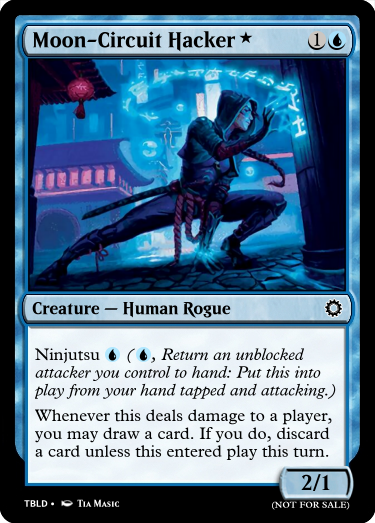 Moon-Circuit Hacker★ 1
Creature — Human Rogue
Ninjutsu (, Return an unblocked
attacker you control to hand: Put this into
play from your hand tapped and attacking.)
Whenever this deals damage to a player,
you may draw a card. If you do, discard
a card unless this entered play this turn.
2/1
TBLD • Tia Masic
(NOT FOR SALE)